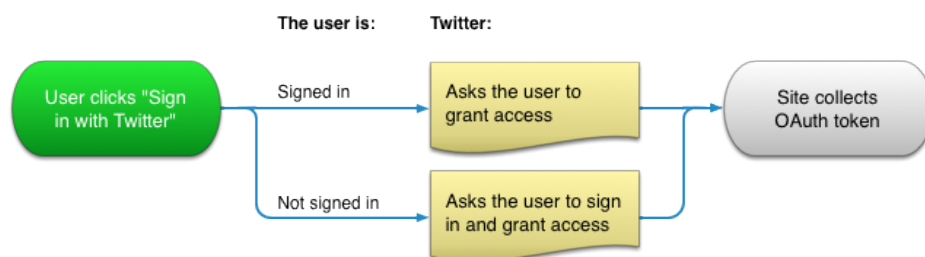 The user is: Twitter:
User clicks "Sign
in with Twitter"
Signed in
Asks the user to
grant access
Site collects
OAuth token
Not signed in
Asks the user to sign
in and grant access